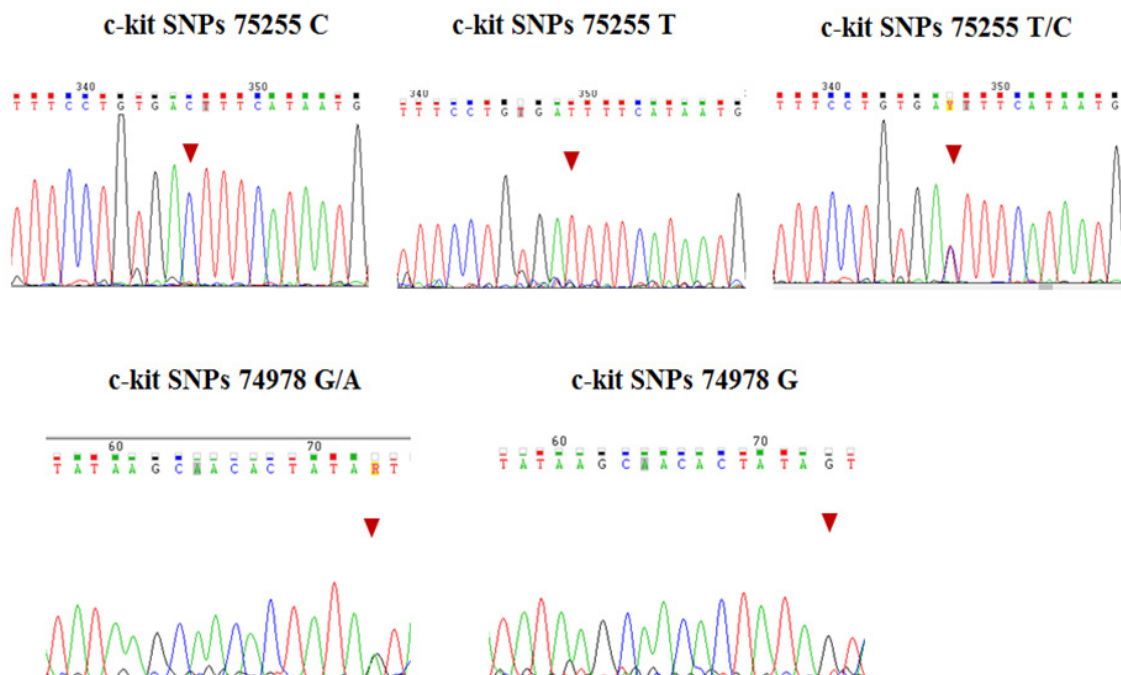 c-kit SNPs 75255 C
340 350
T T T C C T G T G A C T T T C A T A A T G
c-kit SNPs 75255 T
340 350
T T T C C T G T G A T T T T C A T A A T G
c-kit SNPs 75255 T/C
340 350
T T T C C T G T G A Y T T T C A T A A T G
c-kit SNPs 74978 G/A
60 70
T A T A A G C A A C A C T A T A R T
c-kit SNPs 74978 G
60 70
T A T A A G C A A C A C T A T A G T